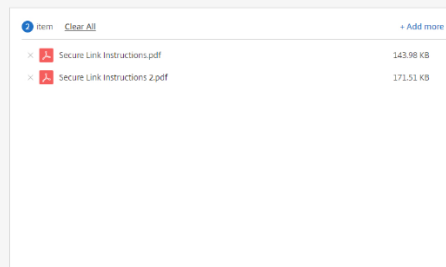 2 item Clear All + Add more
Secure Link Instructions.pdf 143.98 KB
Secure Link Instructions 2.pdf 171.51 KB